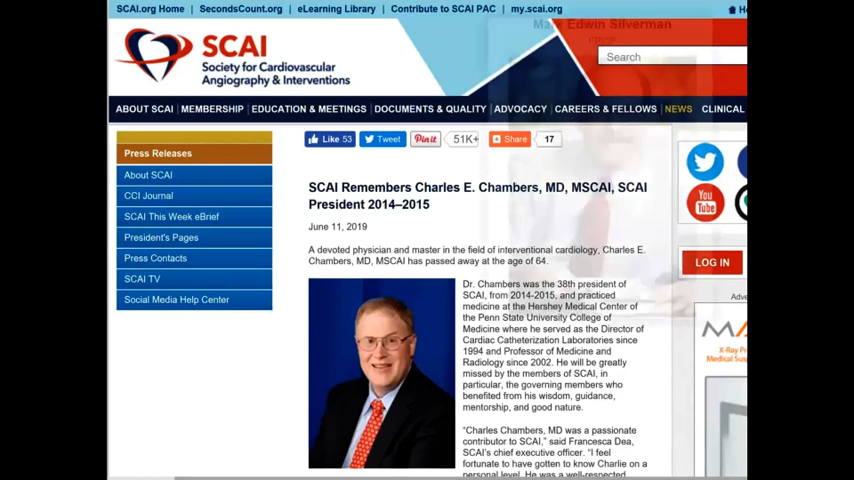 SCAI.org Home | SecondsCount.org | eLearning Library | Contribute to SCAI PAC | my.scai.org
Mark Edwin Silverman
SCAI
Society for Cardiovascular
Angiography & Interventions
Search
ABOUT SCAI | MEMBERSHIP | EDUCATION & MEETINGS | DOCUMENTS & QUALITY | ADVOCACY | CAREERS & FELLOWS | NEWS | CLINICAL
Press Releases
About SCAI
CCI Journal
SCAI This Week eBrief
President's Pages
Press Contacts
SCAI TV
Social Media Help Center
Like 53 Tweet Pin it 51K+ Share 17
SCAI Remembers Charles E. Chambers, MD, MSCAI, SCAI
President 2014–2015
June 11, 2019
A devoted physician and master in the field of interventional cardiology, Charles E.
Chambers, MD, MSCAI has passed away at the age of 64.
Dr. Chambers was the 38th president of
SCAI, from 2014-2015, and practiced
medicine at the Hershey Medical Center of
the Penn State University College of
Medicine where he served as the Director of
Cardiac Catheterization Laboratories since
1994 and Professor of Medicine and
Radiology since 2002. He will be greatly
missed by the members of SCAI, in
particular, the governing members who
benefited from his wisdom, guidance,
mentorship, and good nature.
“Charles Chambers, MD was a passionate
contributor to SCAI,” said Francesca Dea,
SCAI’s chief executive officer. “I feel
fortunate to have gotten to know Charlie on a
personal level. He was a well-respected
You
Tube
LOG IN
Adve
X-Ray Pr
Medical Sus